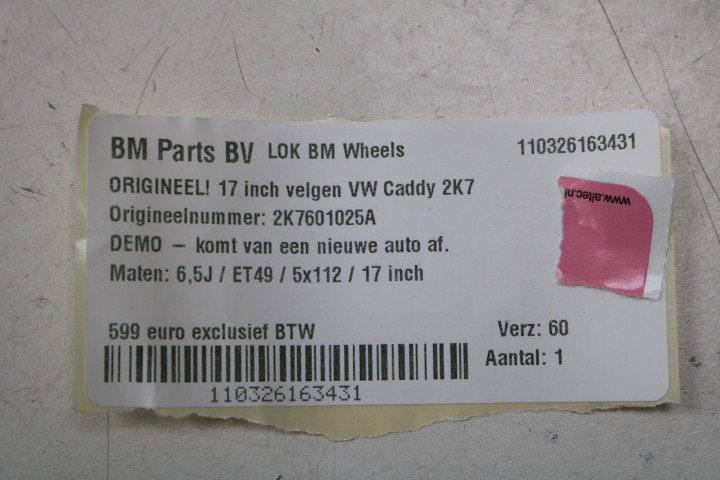 BM Parts BV LOK BM Wheels 110326163431
ORIGINEEL! 17 inch velgen VW Caddy 2K7
Origineelnummer: 2K7601025A
www.altec.nl
DEMO – komt van een nieuwe auto af.
Maten: 6,5J / ET49 / 5x112 / 17 inch
599 euro exclusief BTW Verz: 60
Aantal: 1
110326163431